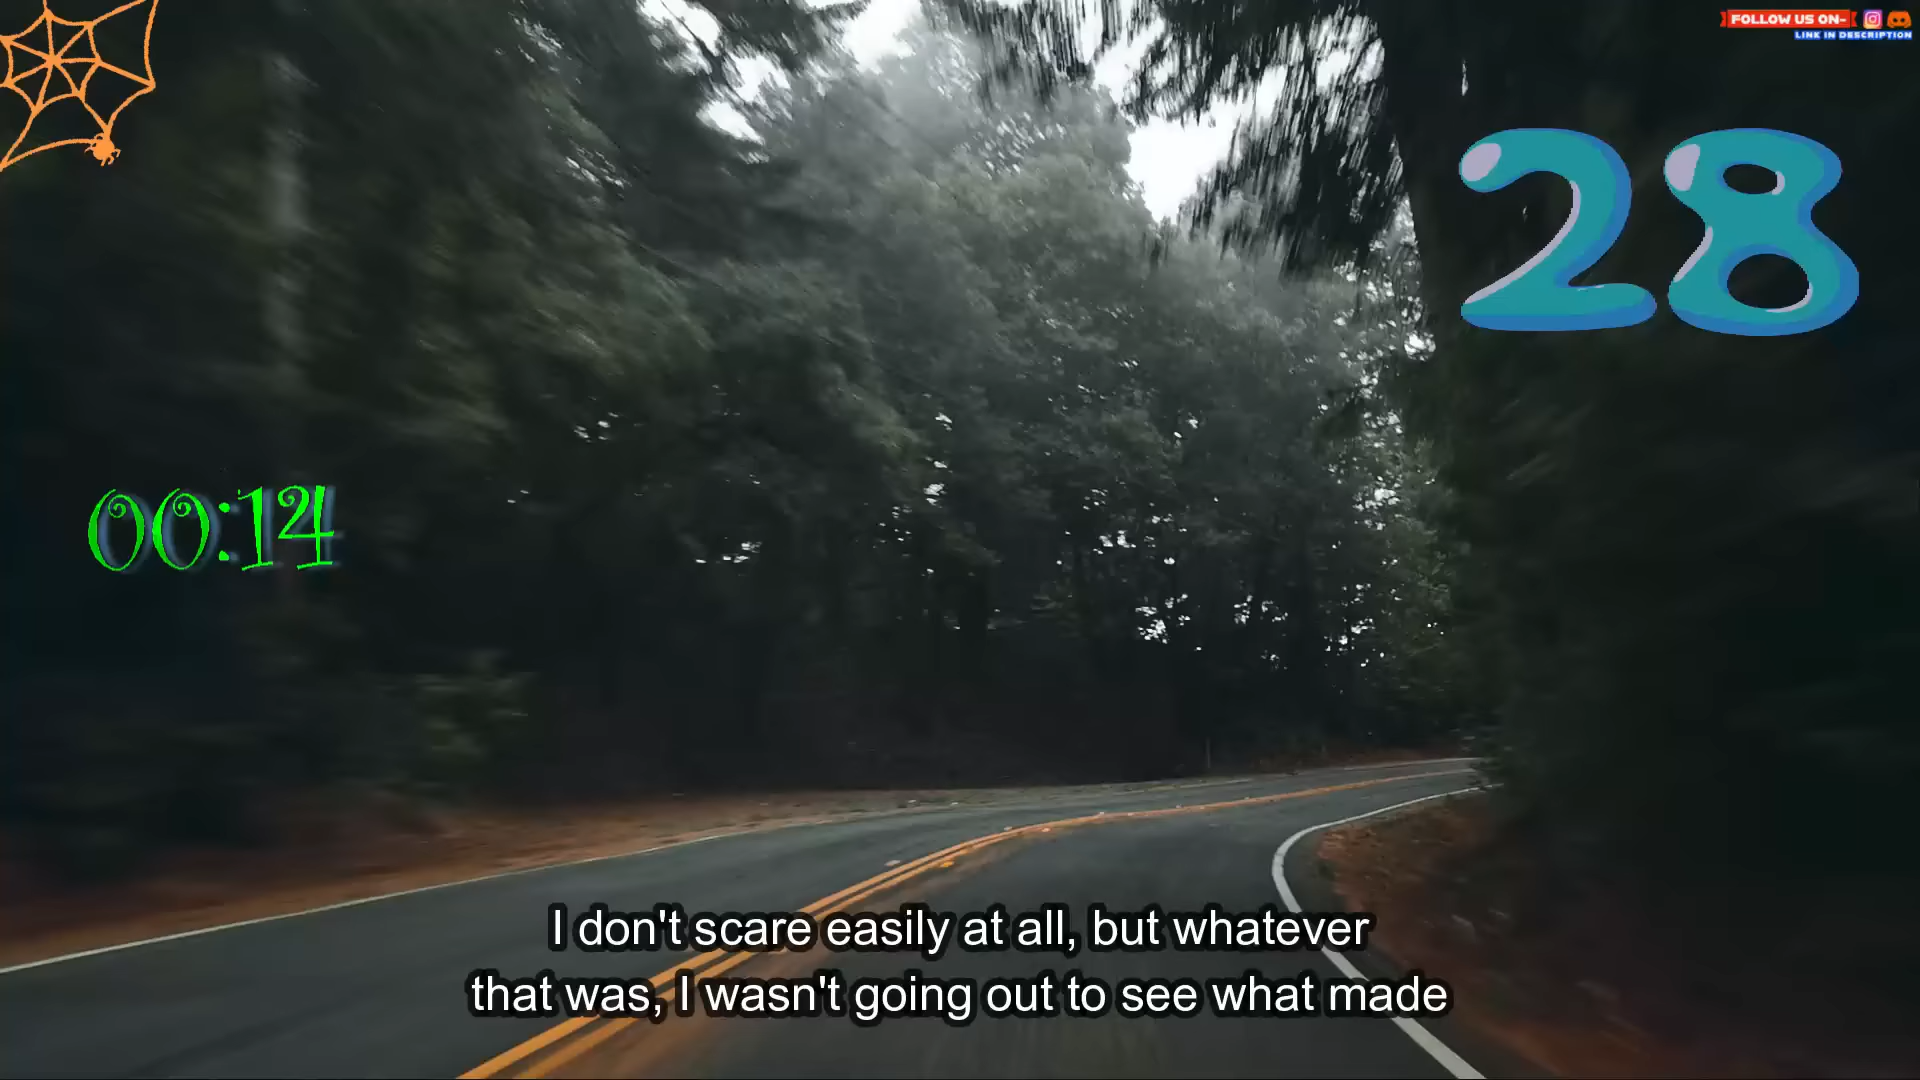 FOLLOW US ON-
LINK IN DESCRIPTION
28
00:14
I don't scare easily at all, but whatever
that was, I wasn't going out to see what made